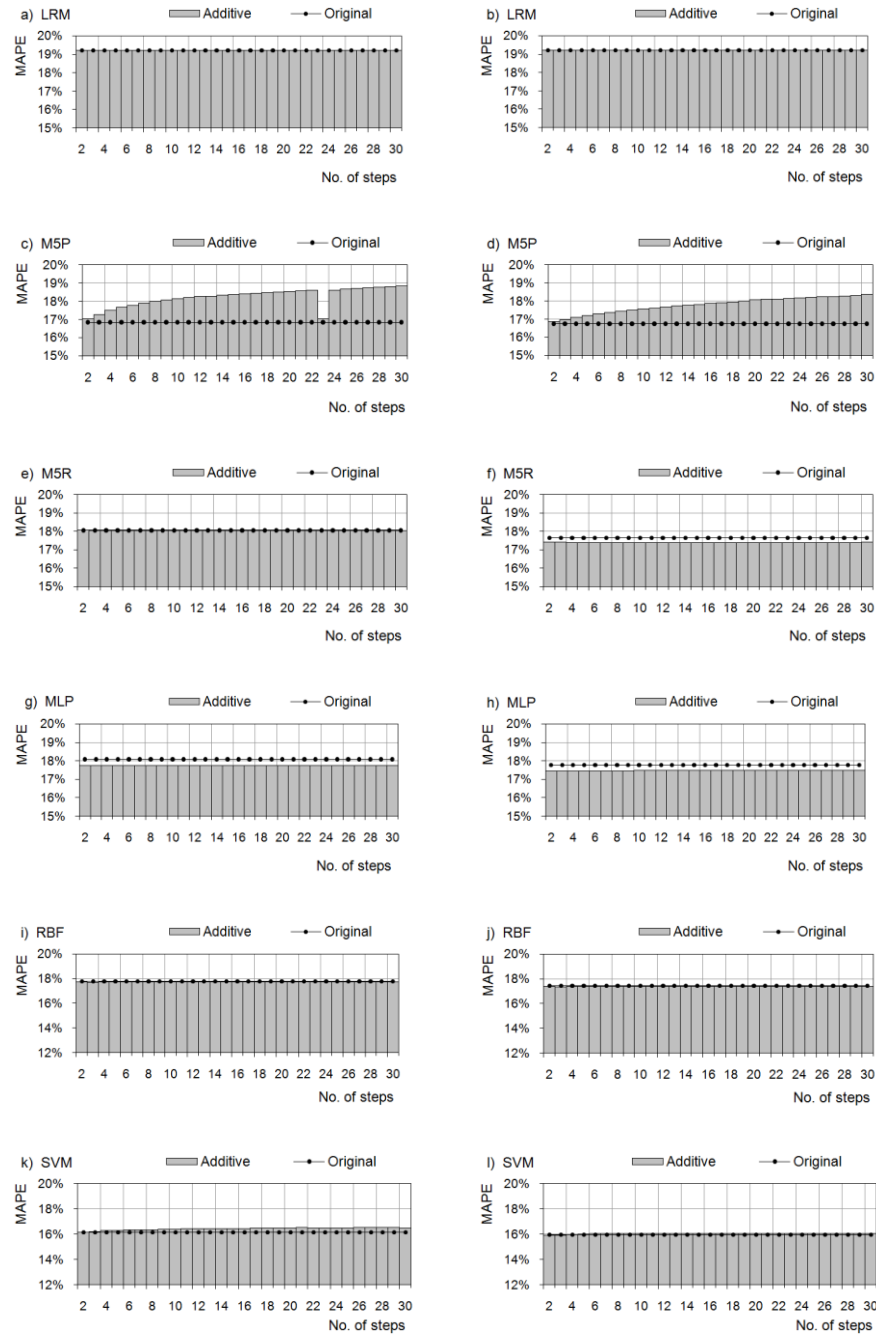 a) LRM Additive Original
MAPE
20%
19%
18%
17%
16%
15%
2 4 6 8 10 12 14 16 18 20 22 24 26 28 30
No. of steps
b) LRM Additive Original
MAPE
20%
19%
18%
17%
16%
15%
2 4 6 8 10 12 14 16 18 20 22 24 26 28 30
No. of steps
c) M5P Additive Original
MAPE
20%
19%
18%
17%
16%
15%
2 4 6 8 10 12 14 16 18 20 22 24 26 28 30
No. of steps
d) M5P Additive Original
MAPE
20%
19%
18%
17%
16%
15%
2 4 6 8 10 12 14 16 18 20 22 24 26 28 30
No. of steps
e) M5R Additive Original
MAPE
20%
19%
18%
17%
16%
15%
2 4 6 8 10 12 14 16 18 20 22 24 26 28 30
No. of steps
f) M5R Additive Original
MAPE
20%
19%
18%
17%
16%
15%
2 4 6 8 10 12 14 16 18 20 22 24 26 28 30
No. of steps
g) MLP Additive Original
MAPE
20%
19%
18%
17%
16%
15%
2 4 6 8 10 12 14 16 18 20 22 24 26 28 30
No. of steps
h) MLP Additive Original
MAPE
20%
19%
18%
17%
16%
15%
2 4 6 8 10 12 14 16 18 20 22 24 26 28 30
No. of steps
i) RBF Additive Original
MAPE
20%
18%
16%
14%
12%
2 4 6 8 10 12 14 16 18 20 22 24 26 28 30
No. of steps
j) RBF Additive Original
MAPE
20%
18%
16%
14%
12%
2 4 6 8 10 12 14 16 18 20 22 24 26 28 30
No. of steps
k) SVM Additive Original
MAPE
20%
18%
16%
14%
12%
2 4 6 8 10 12 14 16 18 20 22 24 26 28 30
No. of steps
l) SVM Additive Original
MAPE
20%
18%
16%
14%
12%
2 4 6 8 10 12 14 16 18 20 22 24 26 28 30
No. of steps